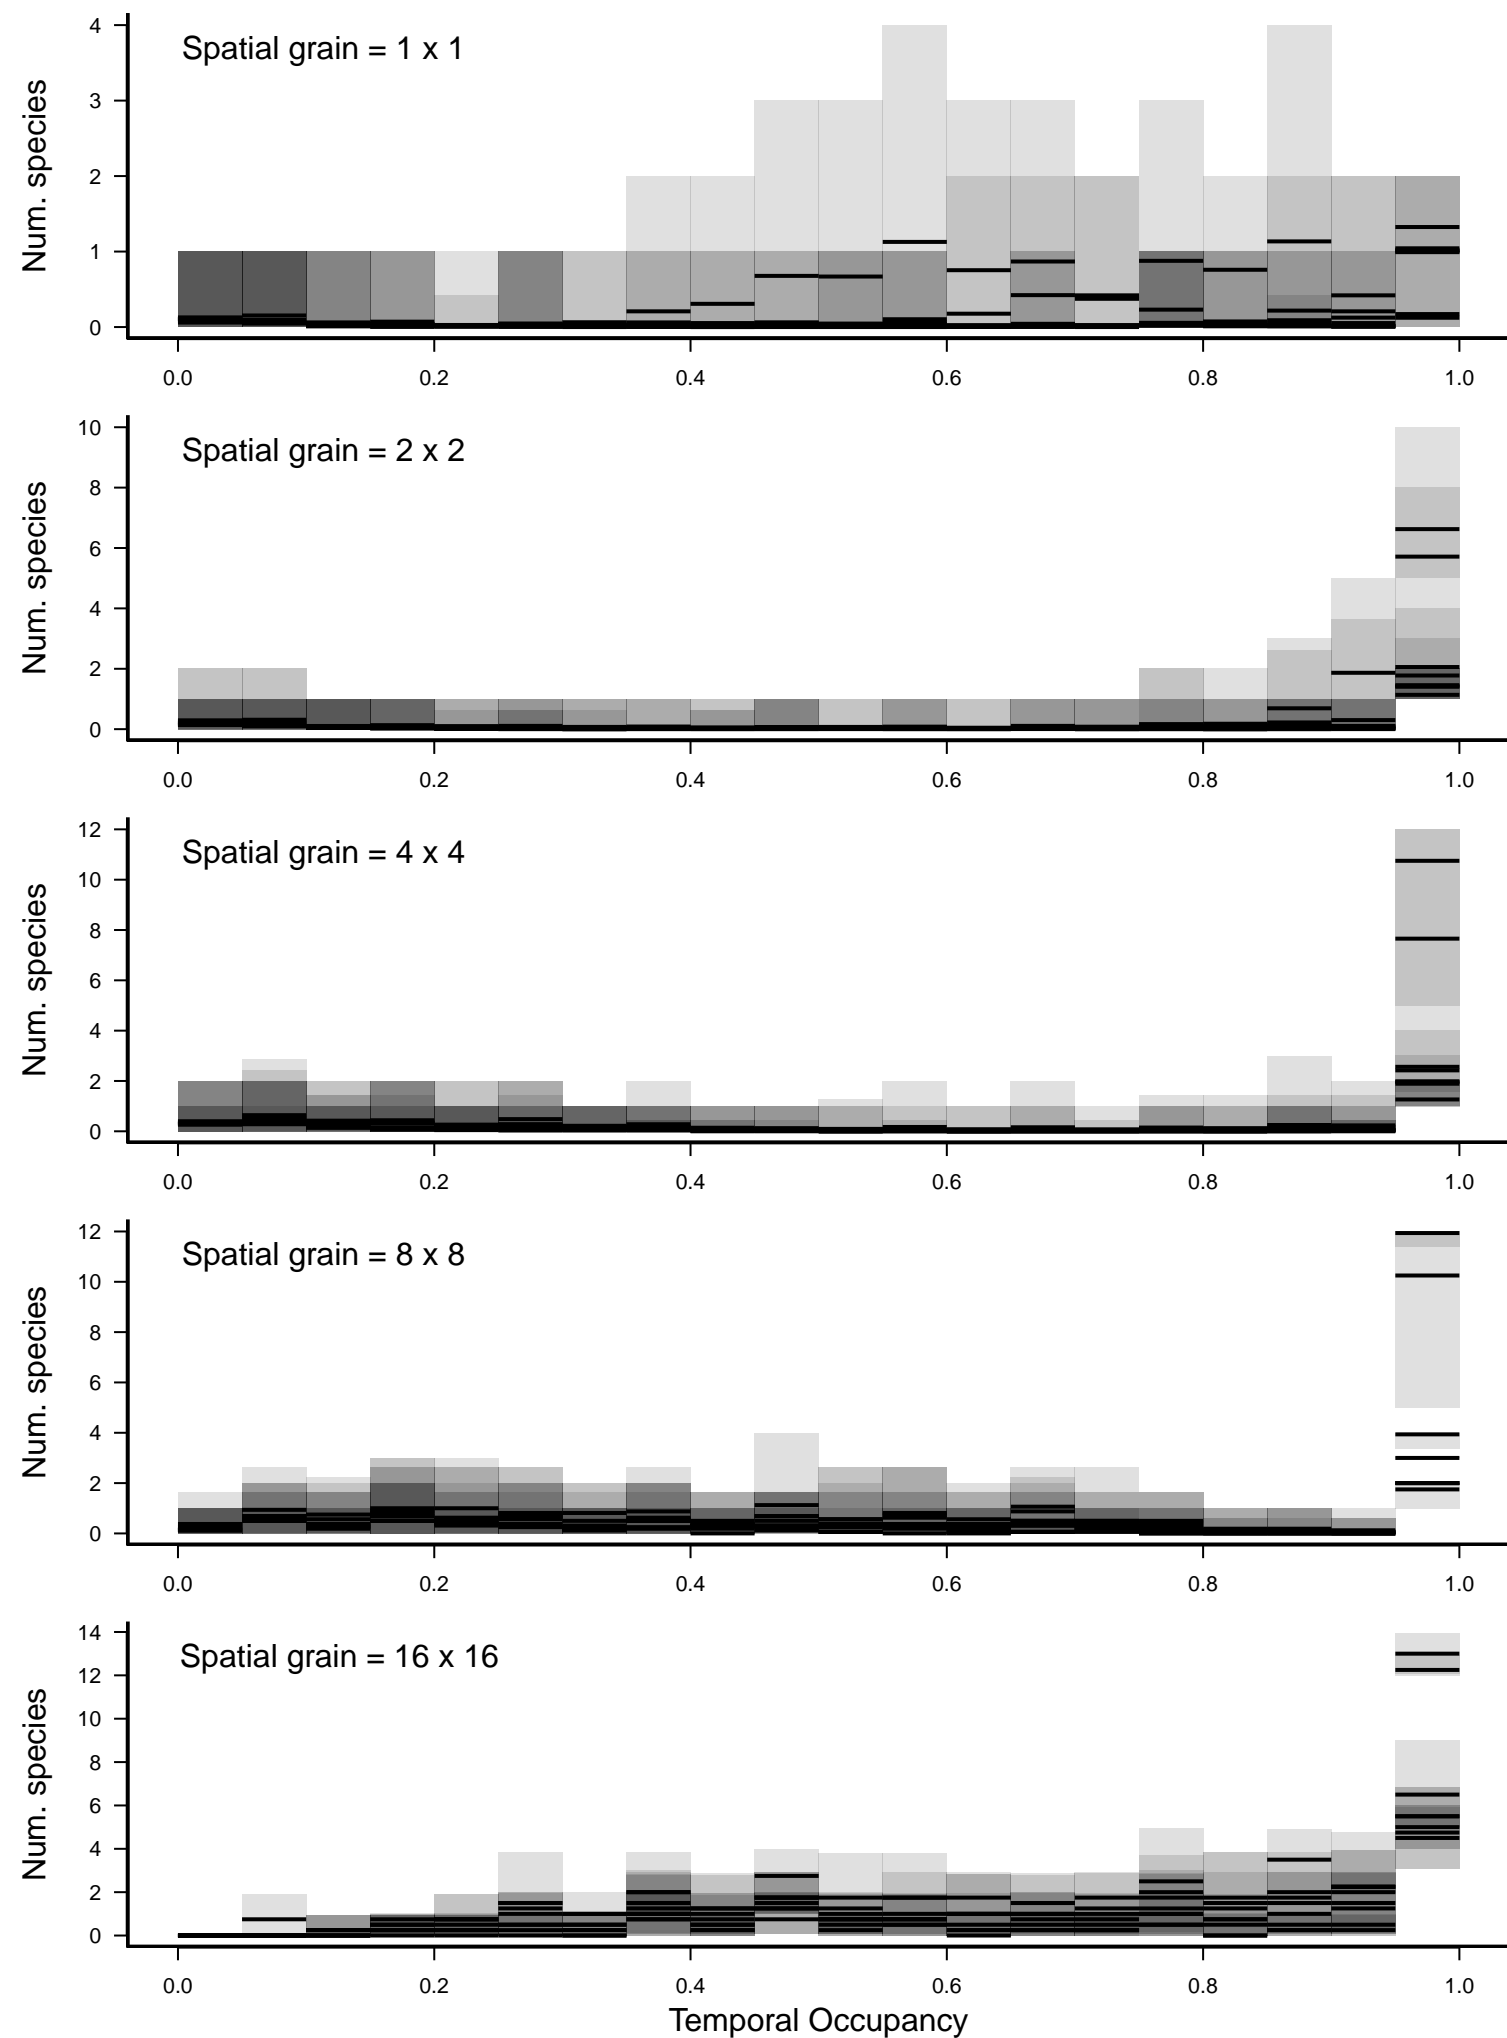 Spatial grain = 1 x 1
Num. species
4
3
2
1
0
0.0 0.2 0.4 0.6 0.8 1.0
Spatial grain = 2 x 2
Num. species
10
8
6
4
2
0
0.0 0.2 0.4 0.6 0.8 1.0
Spatial grain = 4 x 4
Num. species
12
10
8
6
4
2
0
0.0 0.2 0.4 0.6 0.8 1.0
Spatial grain = 8 x 8
Num. species
12
10
8
6
4
2
0
0.0 0.2 0.4 0.6 0.8 1.0
Spatial grain = 16 x 16
Num. species
14
12
10
8
6
4
2
0
0.0 0.2 0.4 0.6 0.8 1.0
Temporal Occupancy